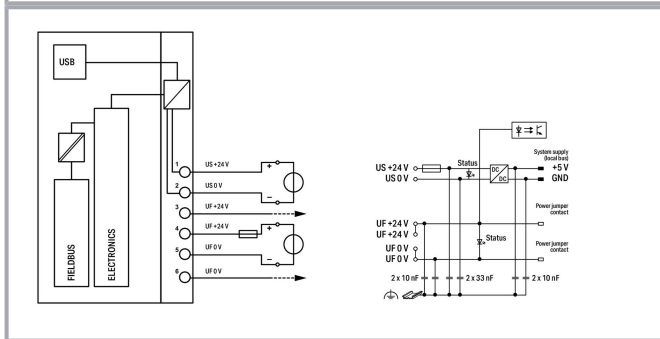 USB
FIELDBUS
ELECTRONICS
1
US +24 V
+
2
US 0 V
–
3
UF +24 V
4
UF +24 V
+
5
UF 0 V
–
6
UF 0 V
System supply
(local bus)
US +24 V
Status
DC
DC
+5 V
US 0 V
GND
Power jumper
contact
UF +24 V
UF +24 V
Status
Power jumper
contact
UF 0 V
UF 0 V
2 x 10 nF
2 x 33 nF
2 x 10 nF